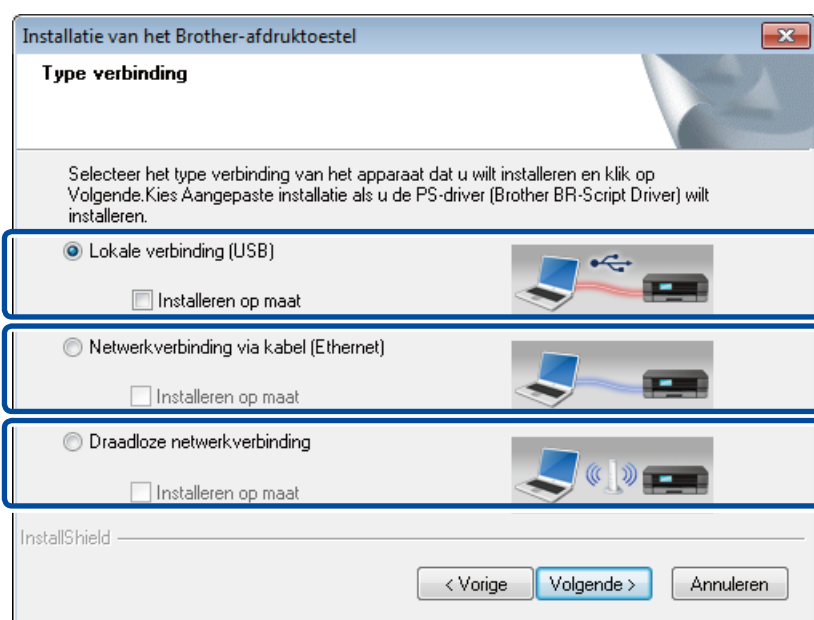 Installatie van het Brother-afdruktoestel
Type verbinding
Selecteer het type verbinding van het apparaat dat u wilt installeren en klik op
Volgende.Kies Aangepaste installatie als u de PS-driver (Brother BR-Script Driver) wilt
installeren.
Lokale verbinding (USB)
Installeren op maat
Netwerkverbinding via kabel (Ethernet)
Installeren op maat
Draadloze netwerkverbinding
Installeren op maat
InstallShield
< Vorige Volgende > Annuleren